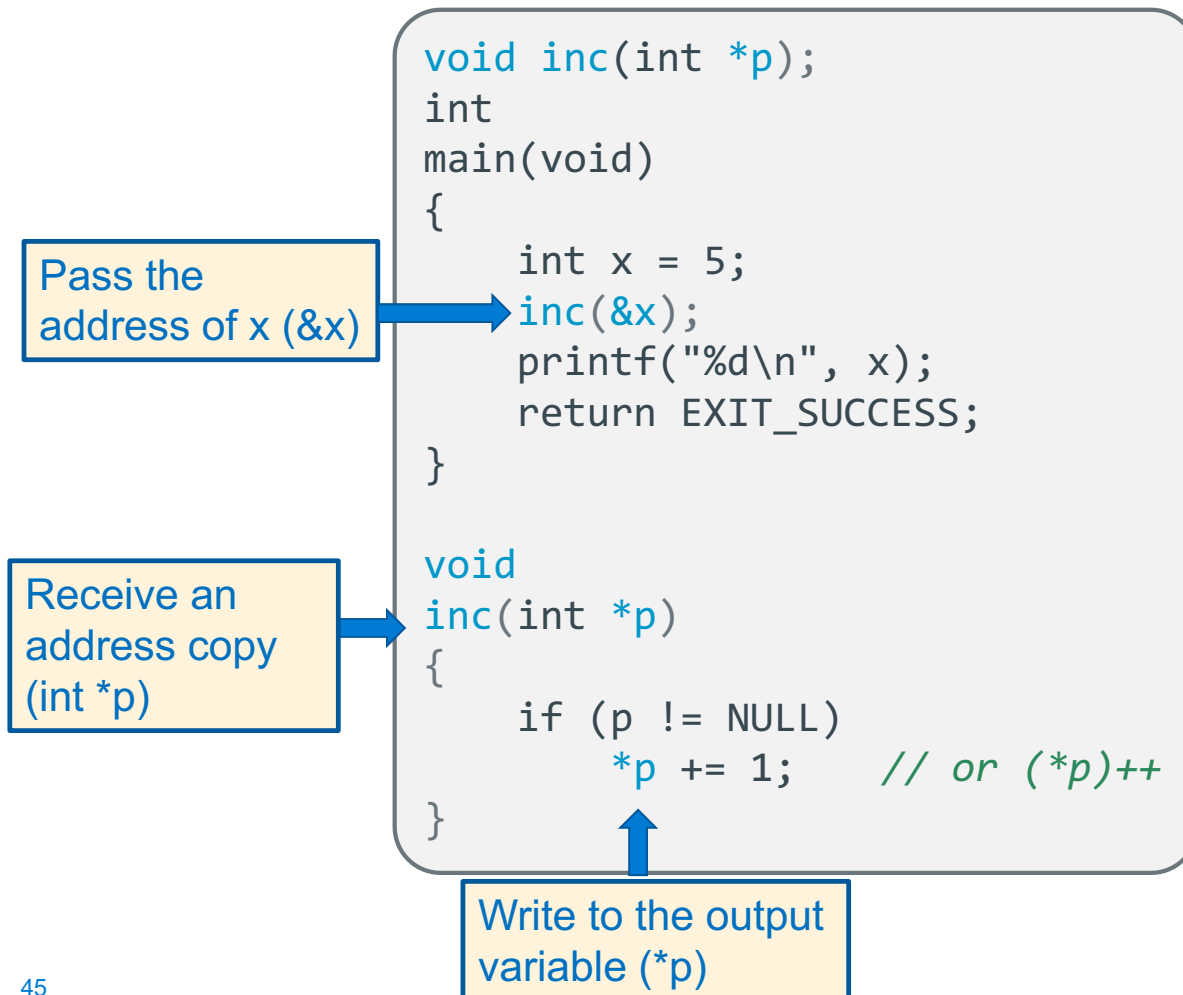 void inc(int *p);
int
main(void)
{
    int x = 5;
    inc(&x);
    printf("%d\n", x);
    return EXIT_SUCCESS;
}
void
inc(int *p)
{
    if (p != NULL)
        *p += 1;    // or (*p)++
}
Pass the
address of x (&x)
Receive an
address copy
(int *p)
Write to the output
variable (*p)
45